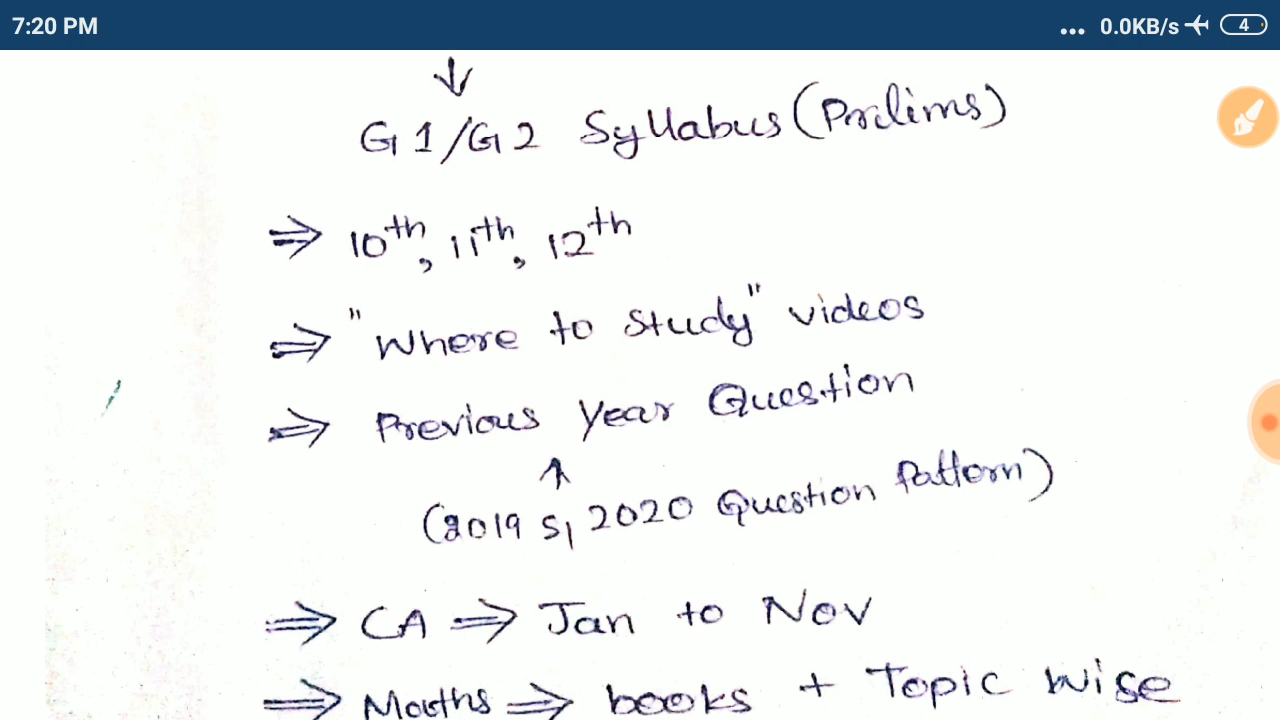 7:20 PM ... 0.0KB/s 4
↓
G1/G2 Syllabus (Prelims)
⇒ 10th, 11th, 12th
⇒ "Where to study" videos
⇒ Previous Year Question
↑
(2019 & 2020 Question Pattern)
⇒ CA ⇒ Jan to Nov
⇒ Maths ⇒ books + Topic wise